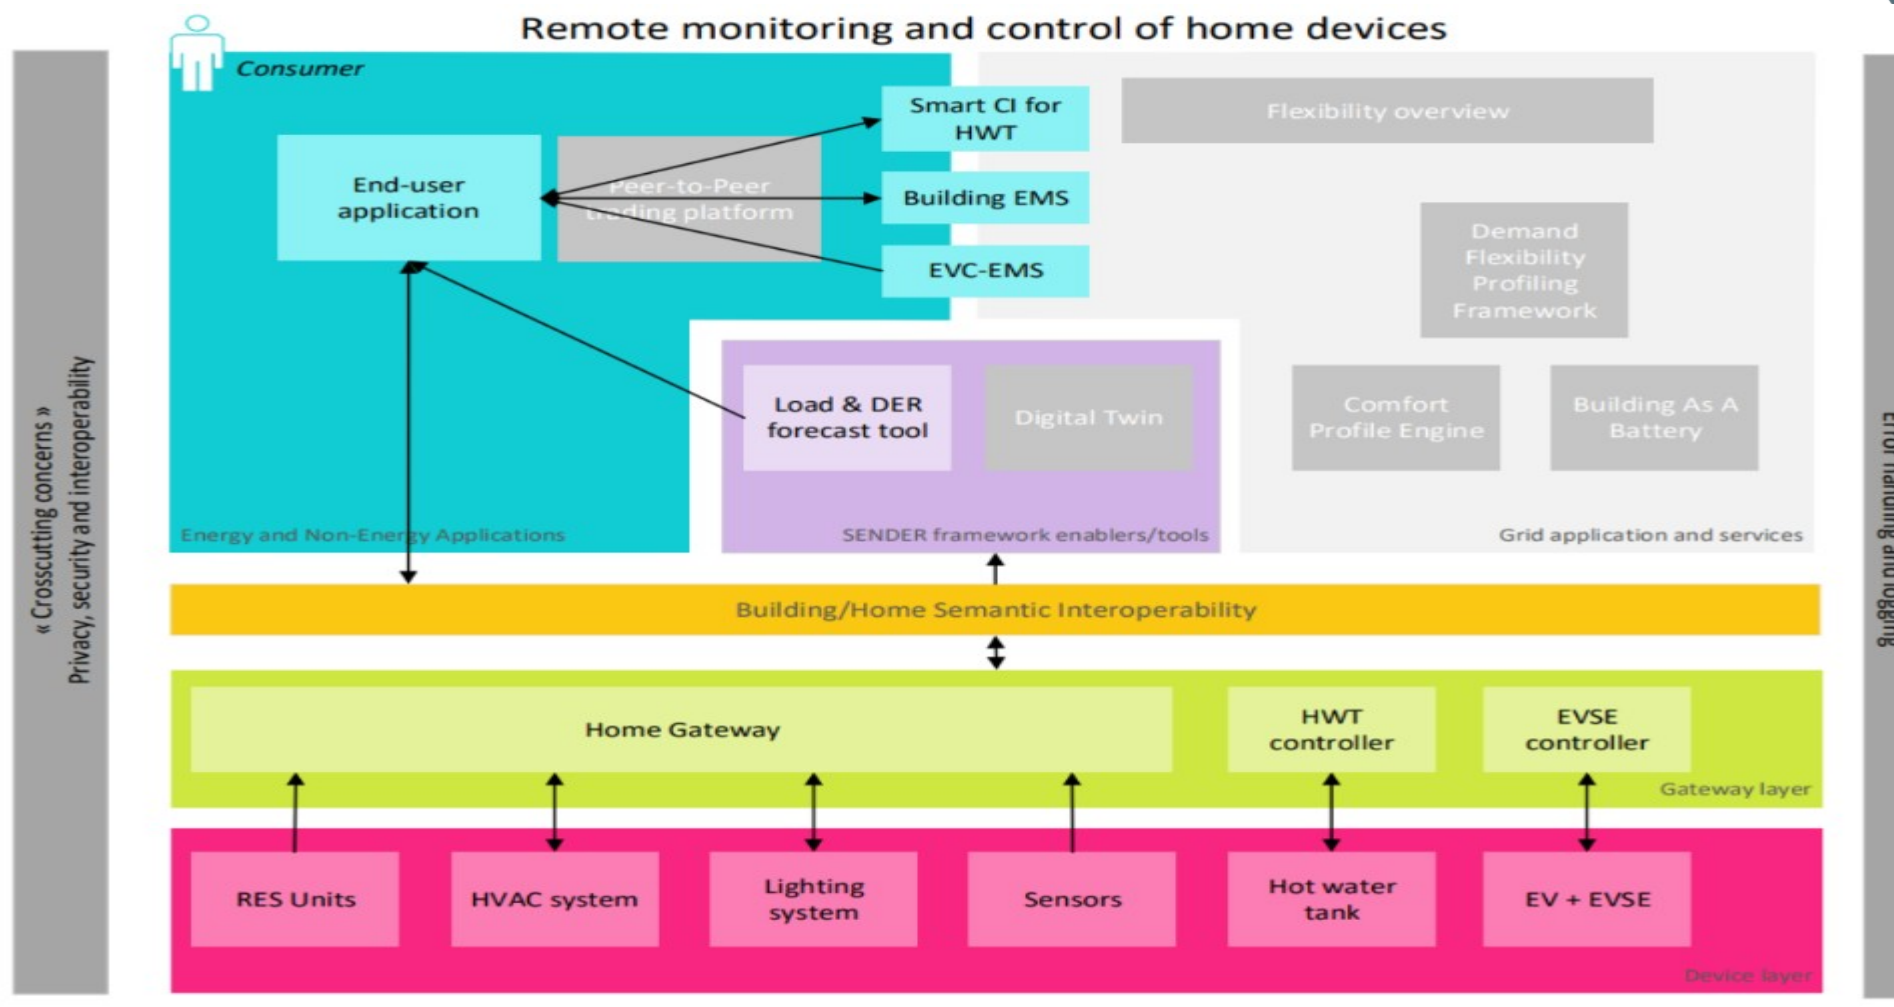 Remote monitoring and control of home devices
Consumer
Smart CI for
HWT
Flexibility overview
End-user
application
Peer-to-Peer
trading platform
Building EMS
EVC-EMS
Demand
Flexibility
Profiling
Framework
Load & DER
forecast tool
Digital Twin
Comfort
Profile Engine
Building As A
Battery
Energy and Non-Energy Applications
SENDER framework enablers/tools
Grid application and services
« Crosscutting concerns »
Privacy, security and interoperability
Error handling and logging
Building/Home Semantic Interoperability
Home Gateway
HWT
controller
EVSE
controller
Gateway layer
RES Units
HVAC system
Lighting
system
Sensors
Hot water
tank
EV + EVSE
Device layer